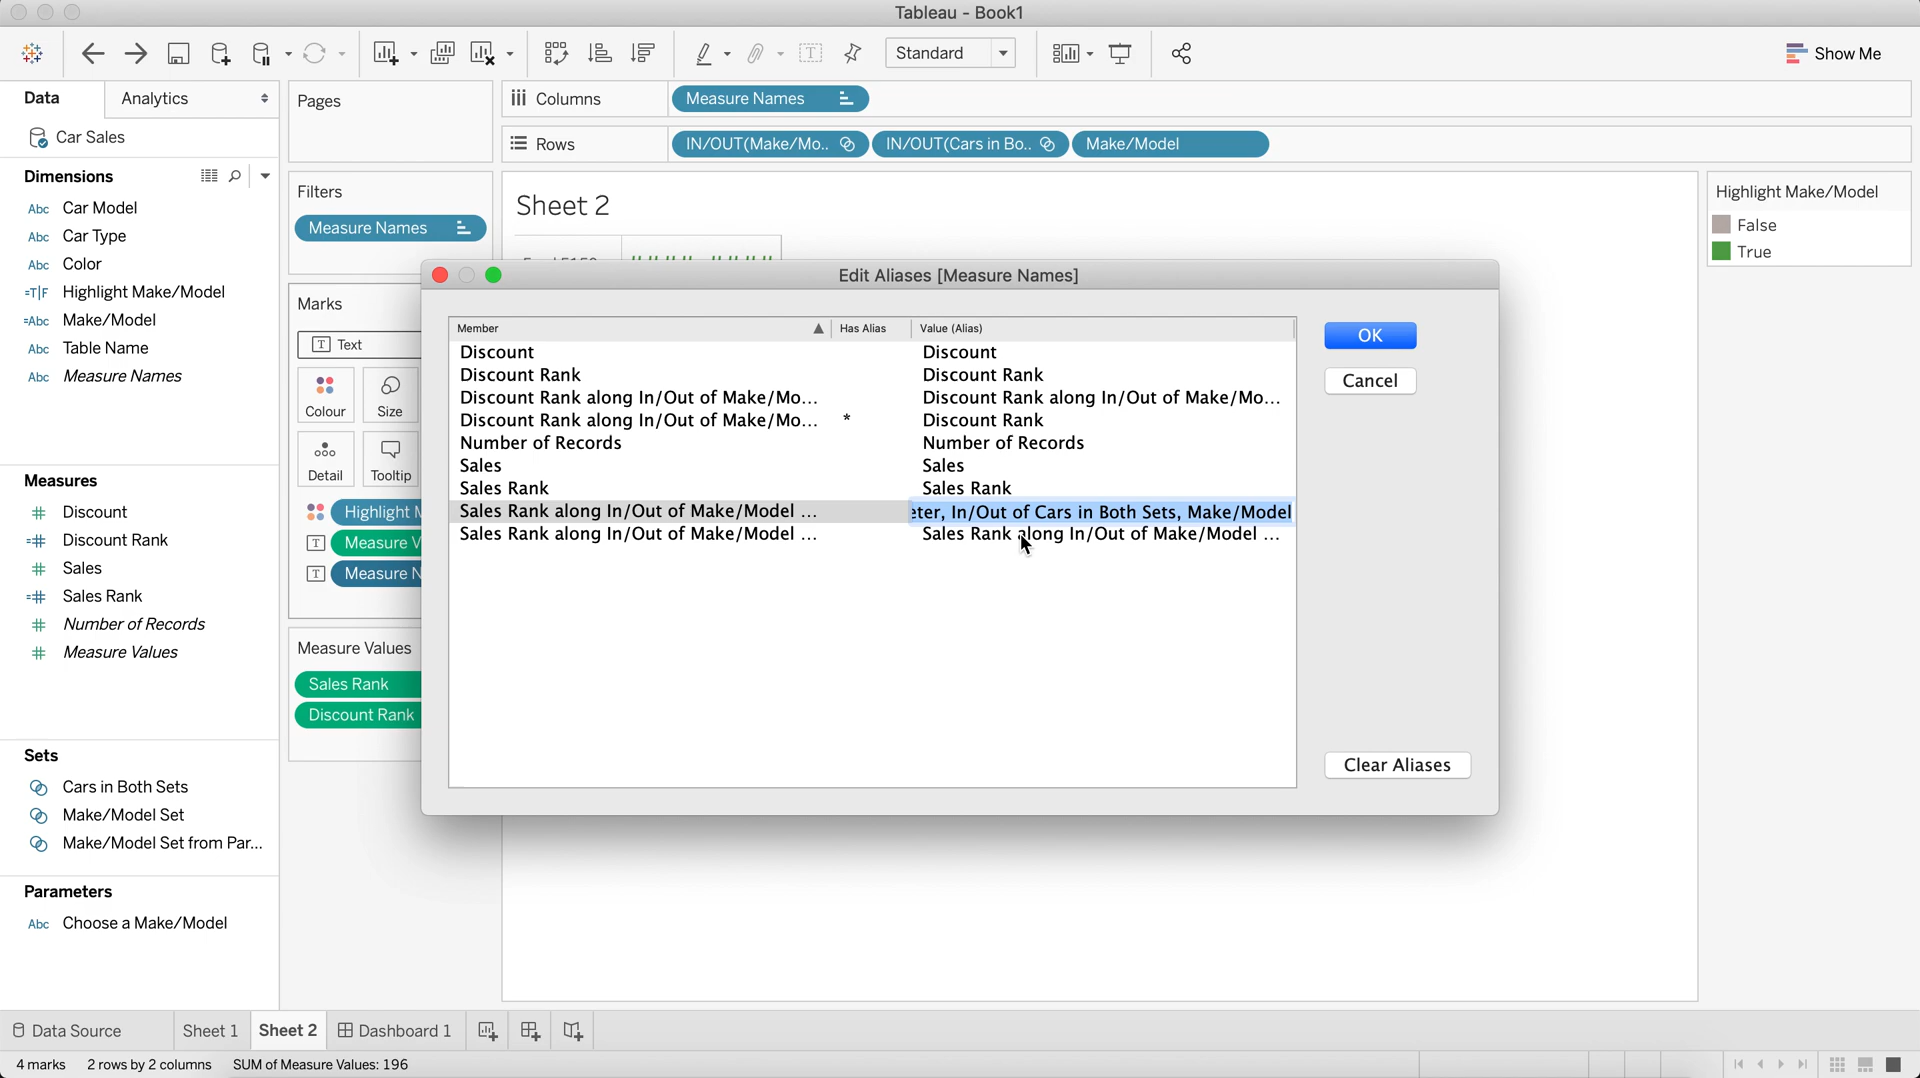 Tableau - Book1
Standard
Show Me
Data
Analytics
Pages
Columns
Measure Names
Car Sales
Rows
IN/OUT(Make/Mo..
IN/OUT(Cars in Bo..
Make/Model
Dimensions
Filters
Measure Names
Sheet 2
Highlight Make/Model
False
True
Abc Car Model
Abc Car Type
Abc Color
=T|F Highlight Make/Model
=Abc Make/Model
Abc Table Name
Abc Measure Names
Marks
Text
Colour
Size
Detail
Tooltip
Highlight M
Measure V
Measure N
Measure Values
Sales Rank
Discount Rank
Edit Aliases [Measure Names]
Member Has Alias Value (Alias)
Discount Discount
Discount Rank Discount Rank
Discount Rank along In/Out of Make/Mo... Discount Rank along In/Out of Make/Mo...
Discount Rank along In/Out of Make/Mo... * Discount Rank
Number of Records Number of Records
Sales Sales
Sales Rank Sales Rank
Sales Rank along In/Out of Make/Model ... eter, In/Out of Cars in Both Sets, Make/Model
Sales Rank along In/Out of Make/Model ... Sales Rank along In/Out of Make/Model ...
OK
Cancel
Clear Aliases
Measures
Discount
Discount Rank
Sales
Sales Rank
Number of Records
Measure Values
Sets
Cars in Both Sets
Make/Model Set
Make/Model Set from Par...
Parameters
Abc Choose a Make/Model
Data Source
Sheet 1
Sheet 2
Dashboard 1
4 marks 2 rows by 2 columns SUM of Measure Values: 196